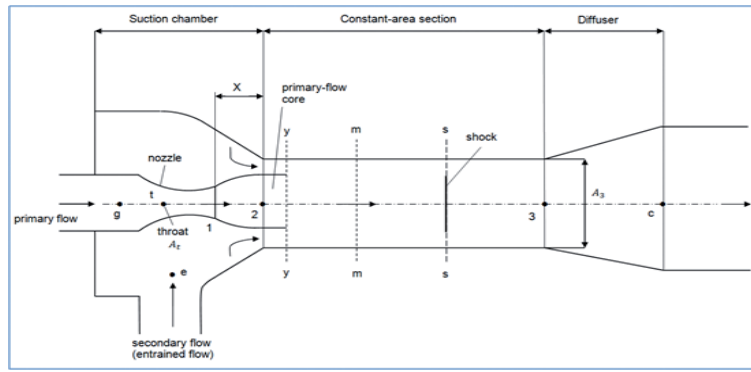 Suction chamber
Constant-area section
Diffuser
X
primary-flow
core
y
m
s
shock
nozzle
t
A₃
primary flow
g
throat
Aₜ
1
2
3
c
e
y
m
s
secondary flow
(entrained flow)